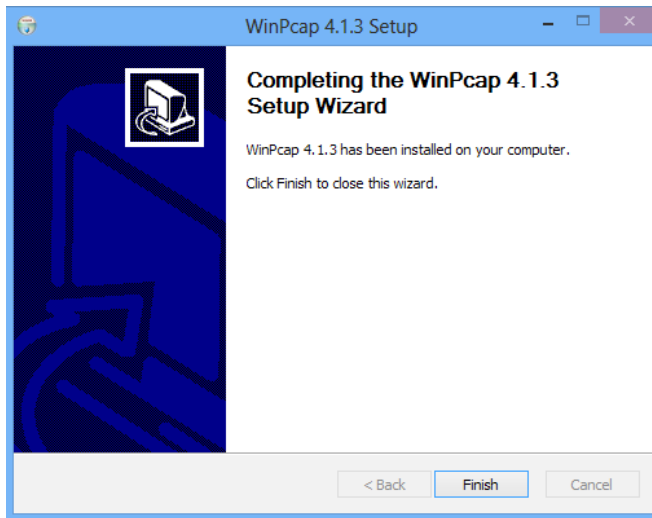 WinPcap 4.1.3 Setup
Completing the WinPcap 4.1.3
Setup Wizard
WinPcap 4.1.3 has been installed on your computer.
Click Finish to close this wizard.
< Back
Finish
Cancel